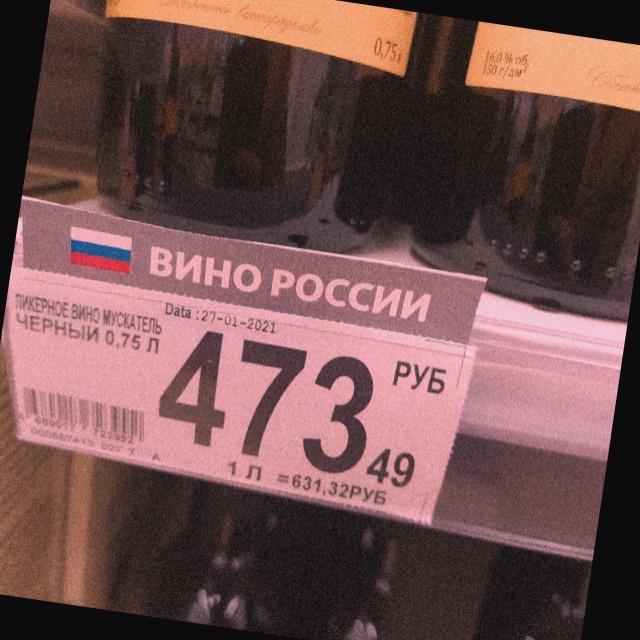 0,75л
16,0 % об.
150 г/дм³
ВИНО РОССИИ
Data :27-01-2021
ЛИКЕРНОЕ ВИНО МУСКАТЕЛЬ
ЧЕРНЫЙ 0,75 Л
473 49 РУБ
1 Л =631,32РУБ